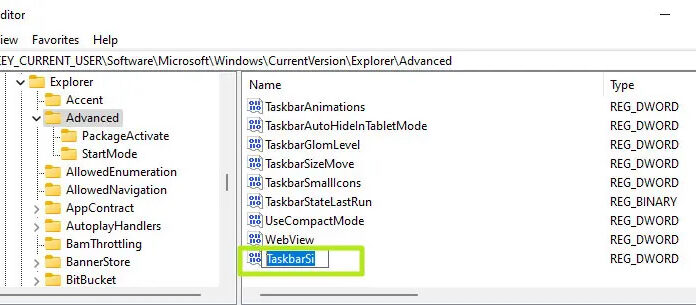 ditor
iew Favorites Help
KEY_CURRENT_USER\Software\Microsoft\Windows\CurrentVersion\Explorer\Advanced
Explorer
Accent
Advanced
PackageActivate
StartMode
AllowedEnumeration
AllowedNavigation
AppContract
AutoplayHandlers
BamThrottling
BannerStore
BitBucket
Name Type
TaskbarAnimations REG_DWORD
TaskbarAutoHideInTabletMode REG_DWORD
TaskbarGlomLevel REG_DWORD
TaskbarSizeMove REG_DWORD
TaskbarSmallIcons REG_DWORD
TaskbarStateLastRun REG_BINARY
UseCompactMode REG_DWORD
WebView REG_DWORD
TaskbarSi REG_DWORD